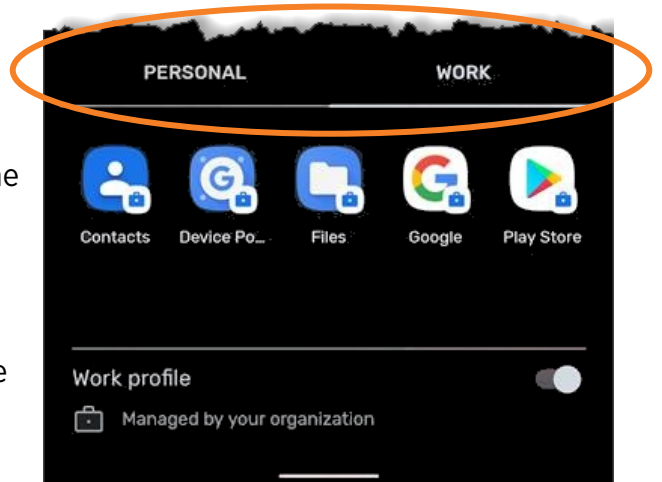 PERSONAL WORK
Contacts Device Po... Files Google Play Store
Work profile
Managed by your organization